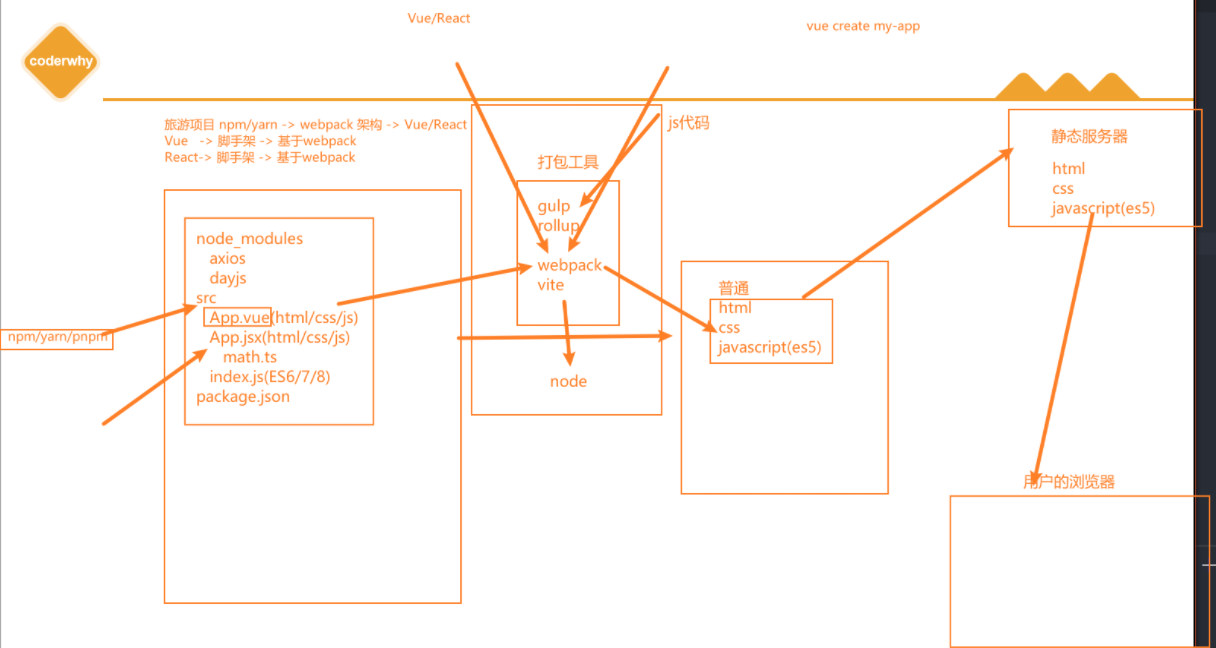 Vue/React
vue create my-app
coderwhy
旅游项目 npm/yarn -> webpack 架构 -> Vue/React
Vue -> 脚手架 -> 基于webpack
React-> 脚手架 -> 基于webpack
js代码
打包工具
gulp
rollup
webpack
vite
node
node_modules
axios
dayjs
src
App.vue(html/css/js)
App.jsx(html/css/js)
math.ts
index.js(ES6/7/8)
package.json
npm/yarn/pnpm
普通
html
css
javascript(es5)
静态服务器
html
css
javascript(es5)
用户的浏览器